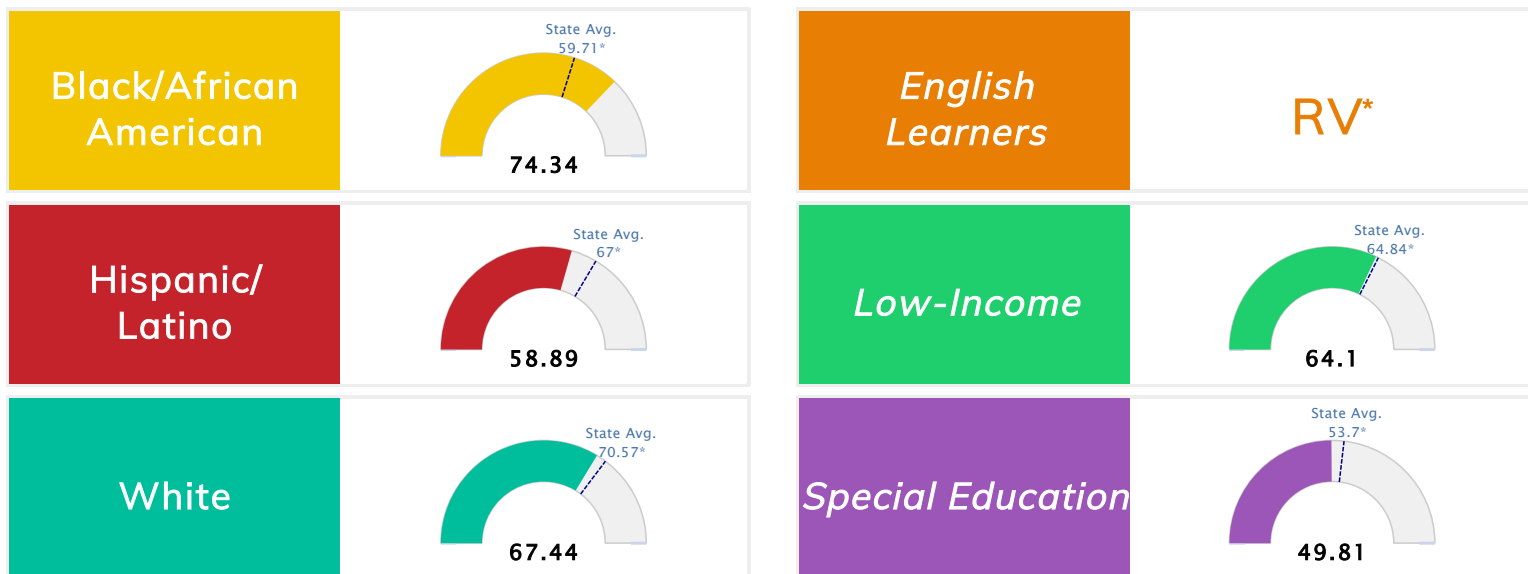 Black/African
American
State Avg.
59.71*
74.34
English
Learners
RV*
Hispanic/
Latino
State Avg.
67*
58.89
Low-Income
State Avg.
64.84*
64.1
White
State Avg.
70.57*
67.44
Special Education
State Avg.
53.7*
49.81